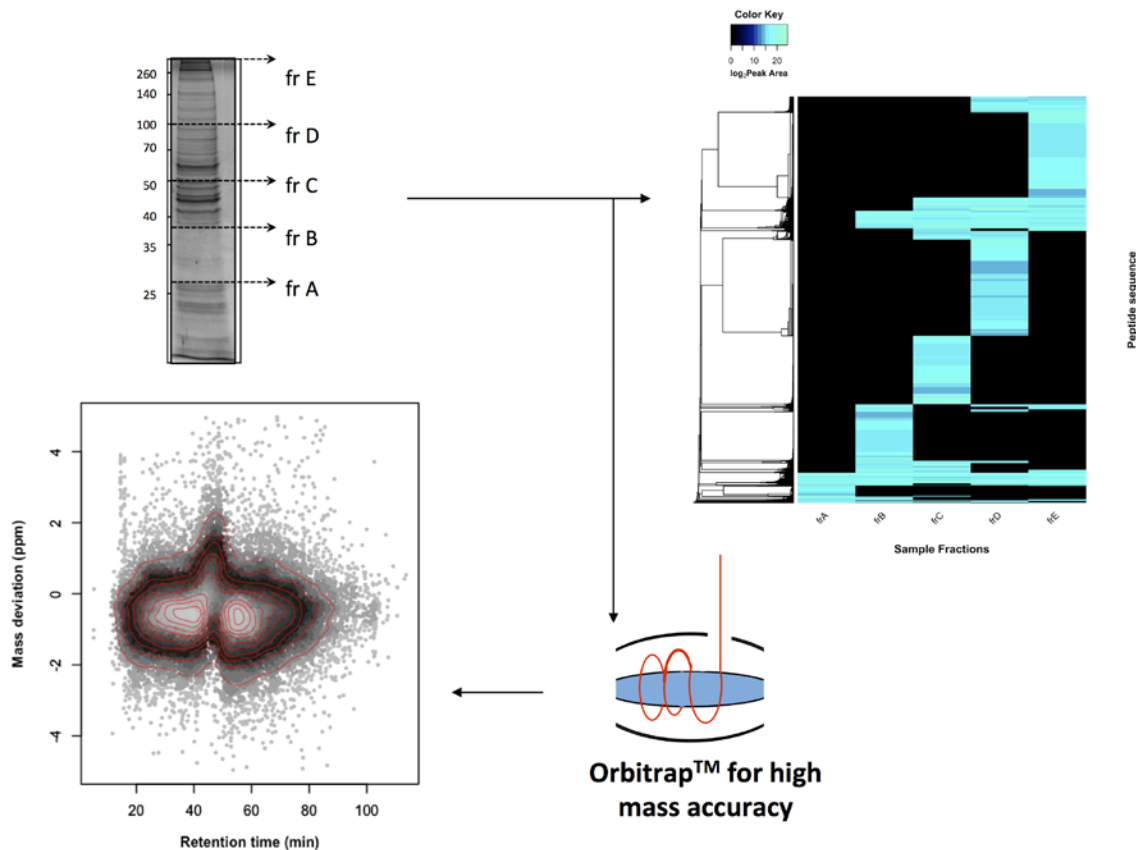 260
140
100
70
50
40
35
25
fr E
fr D
fr C
fr B
fr A
Color Key
0 10 20
log2Peak Area
Peptide sequence
frA frB frC frD frE
Sample Fractions
Mass deviation (ppm)
4
2
0
-2
-4
20 40 60 80 100
Retention time (min)
Orbitrap™ for high
mass accuracy